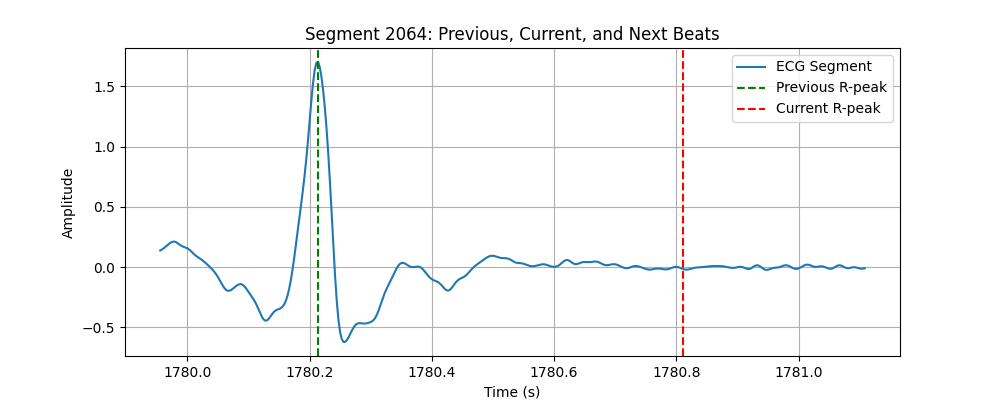 Segment 2064: Previous, Current, and Next Beats
ECG Segment
Previous R-peak
Current R-peak
Amplitude
1.5
1.0
0.5
0.0
−0.5
1780.0 1780.2 1780.4 1780.6 1780.8 1781.0
Time (s)